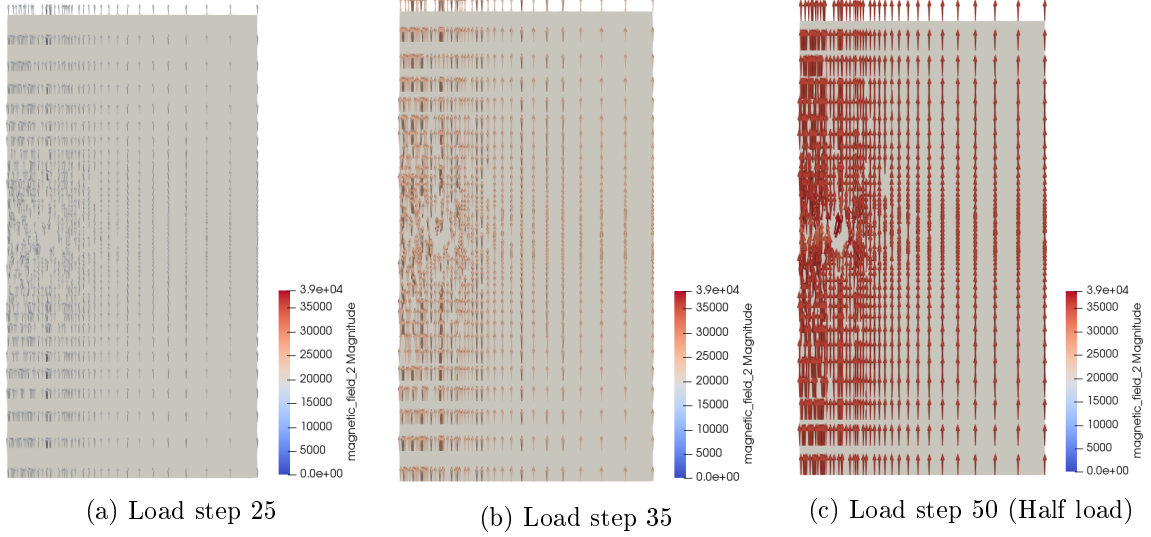 3.9e+04
35000
30000
25000
20000
15000
10000
5000
0.0e+00
magnetic_field_2 Magnitude
(a) Load step 25
3.9e+04
35000
30000
25000
20000
15000
10000
5000
0.0e+00
magnetic_field_2 Magnitude
(b) Load step 35
3.9e+04
35000
30000
25000
20000
15000
10000
5000
0.0e+00
magnetic_field_2 Magnitude
(c) Load step 50 (Half load)